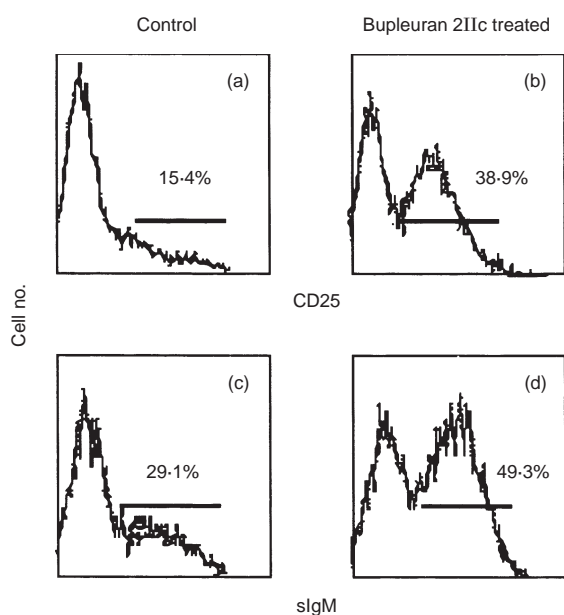 Control
Bupleuran 2IIc treated
(a)
(b)
15·4%
38·9%
Cell no.
CD25
(c)
(d)
29·1%
49·3%
sIgM